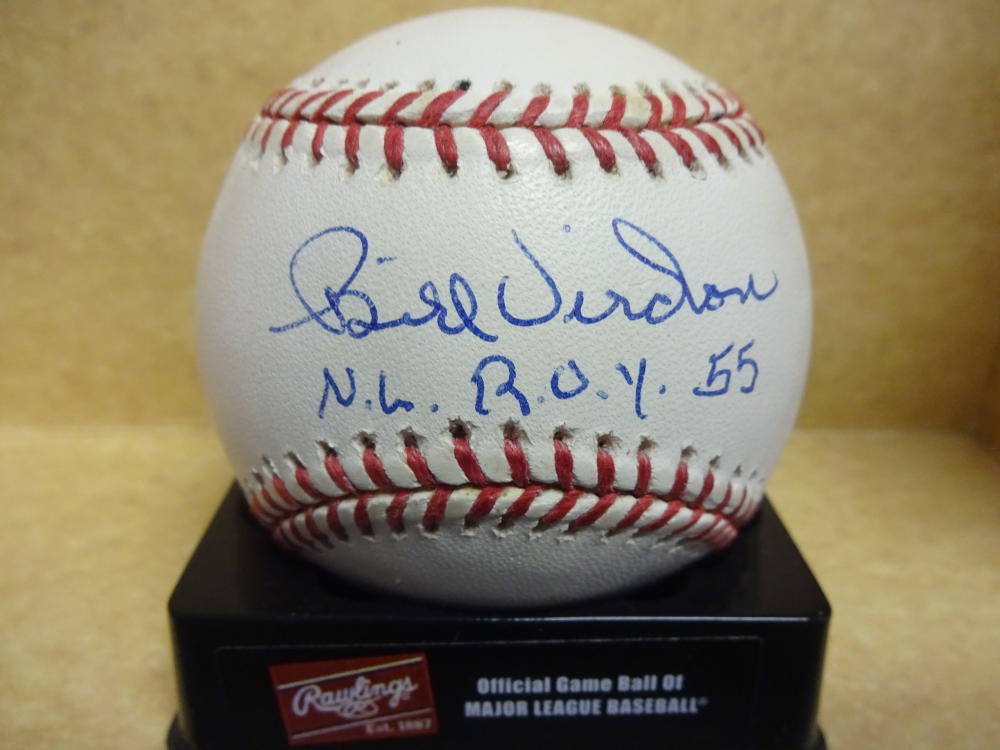 Bill Virdon
N.L. R.O.Y. 55
Rawlings
Est. 1887
Official Game Ball Of
MAJOR LEAGUE BASEBALL®